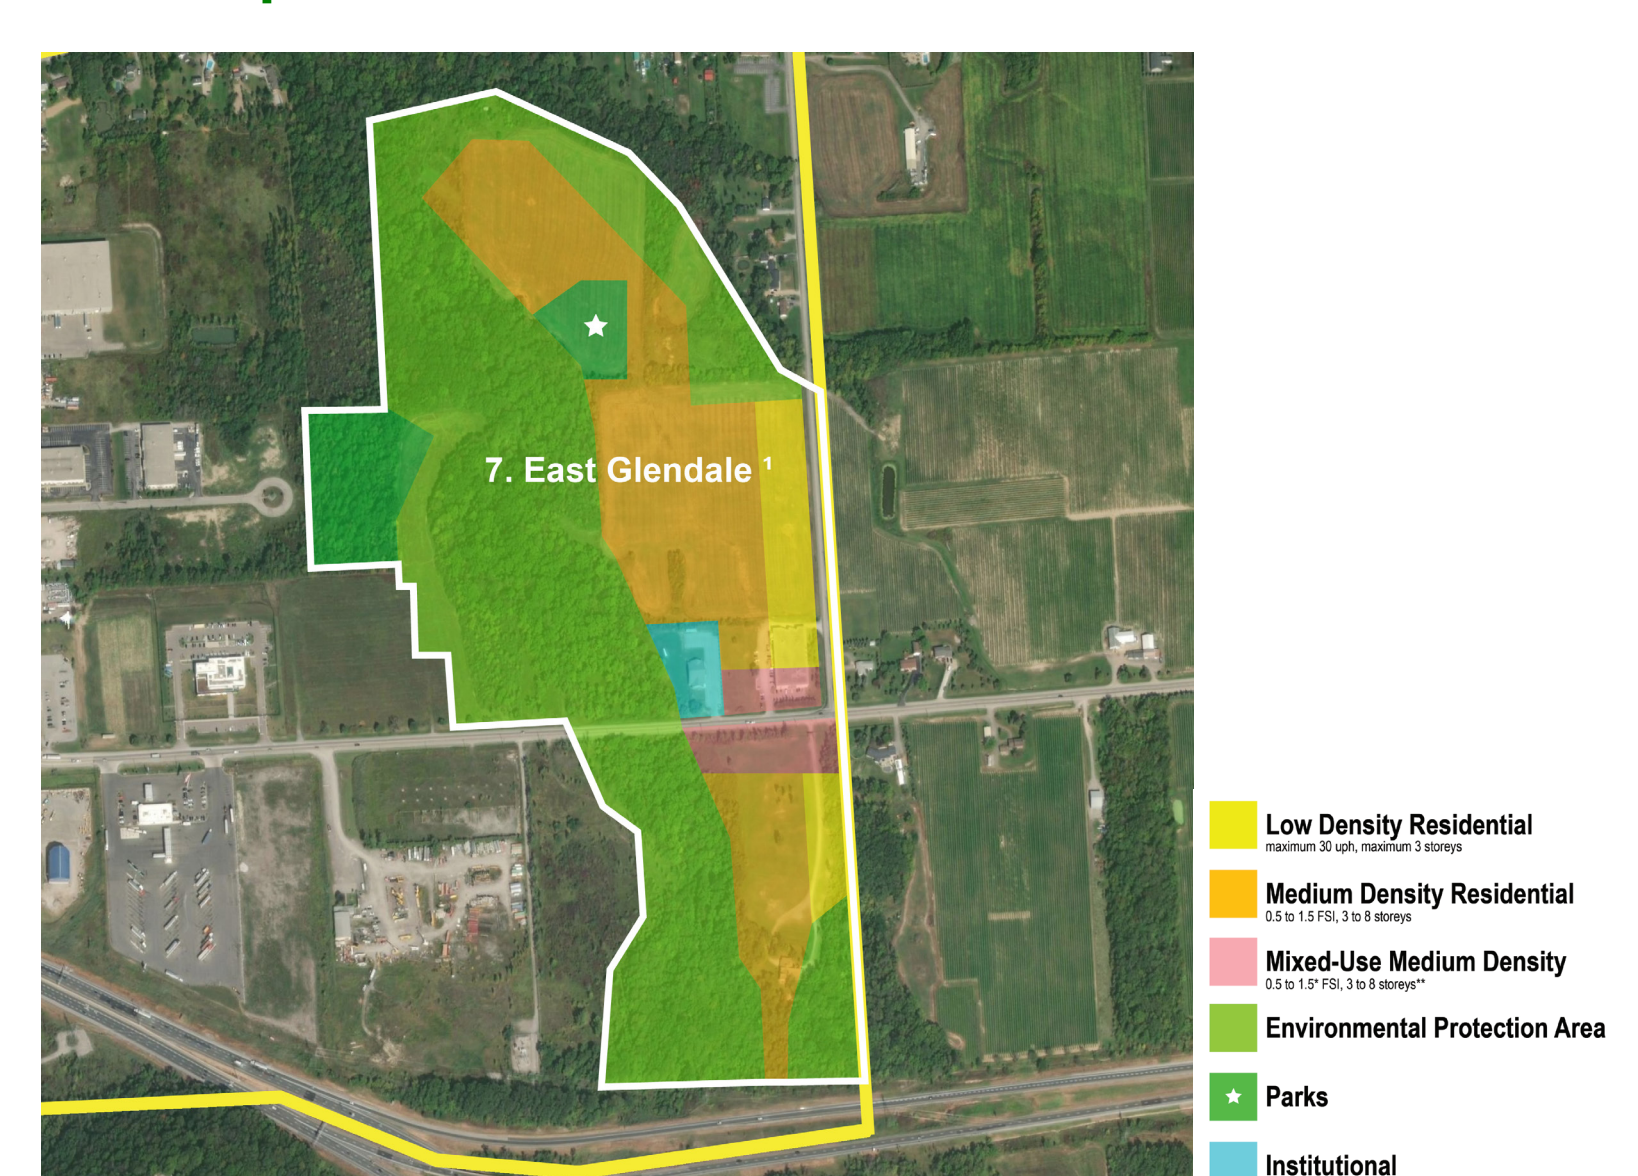 7. East Glendale ¹
Low Density Residential
maximum 30 uph, maximum 3 storeys
Medium Density Residential
0.5 to 1.5 FSI, 3 to 8 storeys
Mixed-Use Medium Density
0.5 to 1.5* FSI, 3 to 8 storeys**
Environmental Protection Area
Parks
Institutional